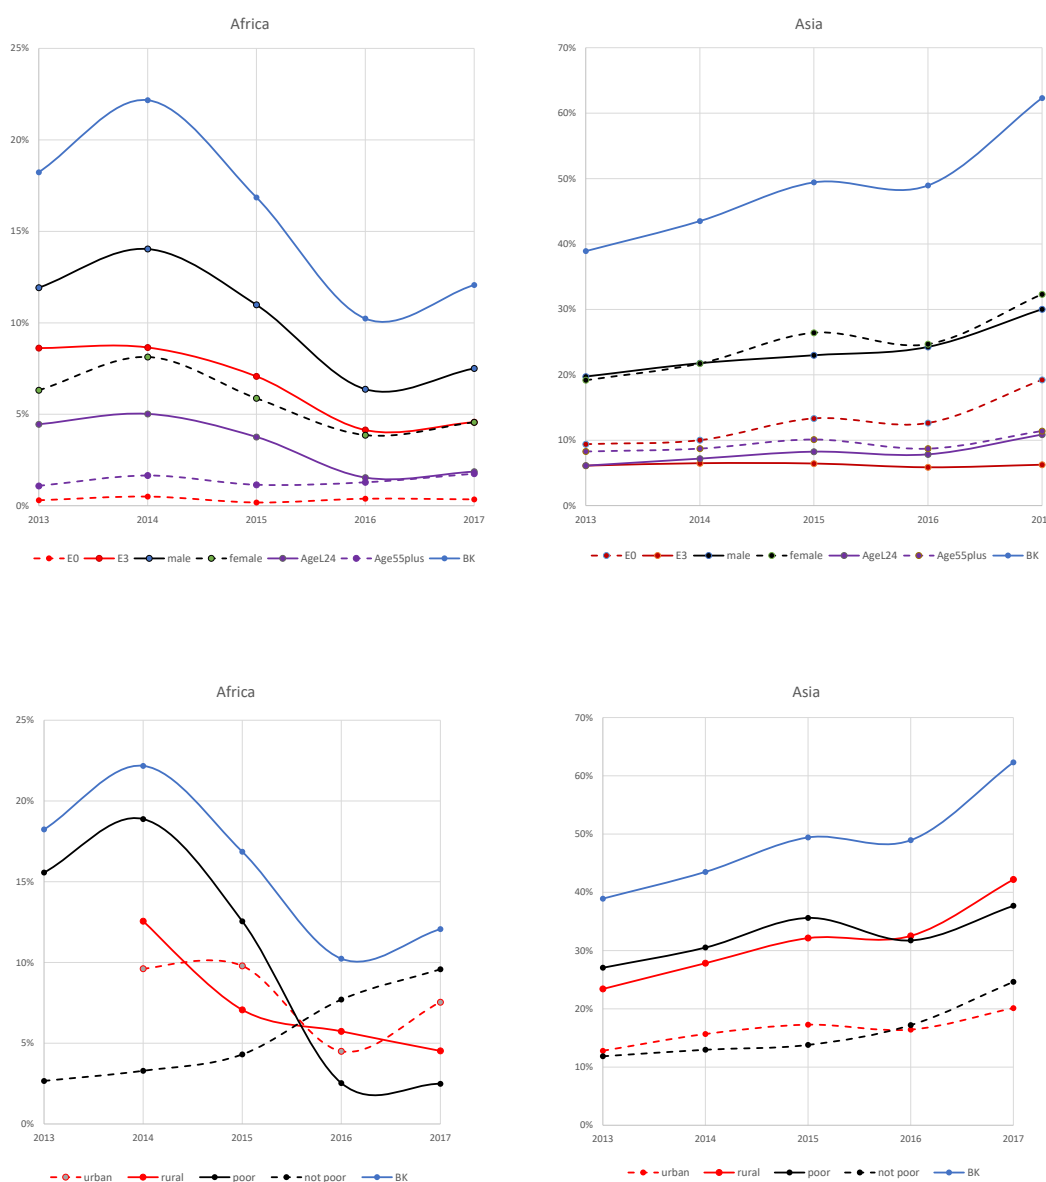 Africa
25%
20%
15%
10%
5%
0%
2013 2014 2015 2016 2017
E0 E3 male female AgeL24 Age55plus BK
Asia
70%
60%
50%
40%
30%
20%
10%
0%
2013 2014 2015 2016 201
E0 E3 male female AgeL24 Age55plus BK
Africa
25%
20%
15%
10%
5%
0%
2013 2014 2015 2016 2017
urban rural poor not poor BK
Asia
70%
60%
50%
40%
30%
20%
10%
0%
2013 2014 2015 2016 2017
urban rural poor not poor BK